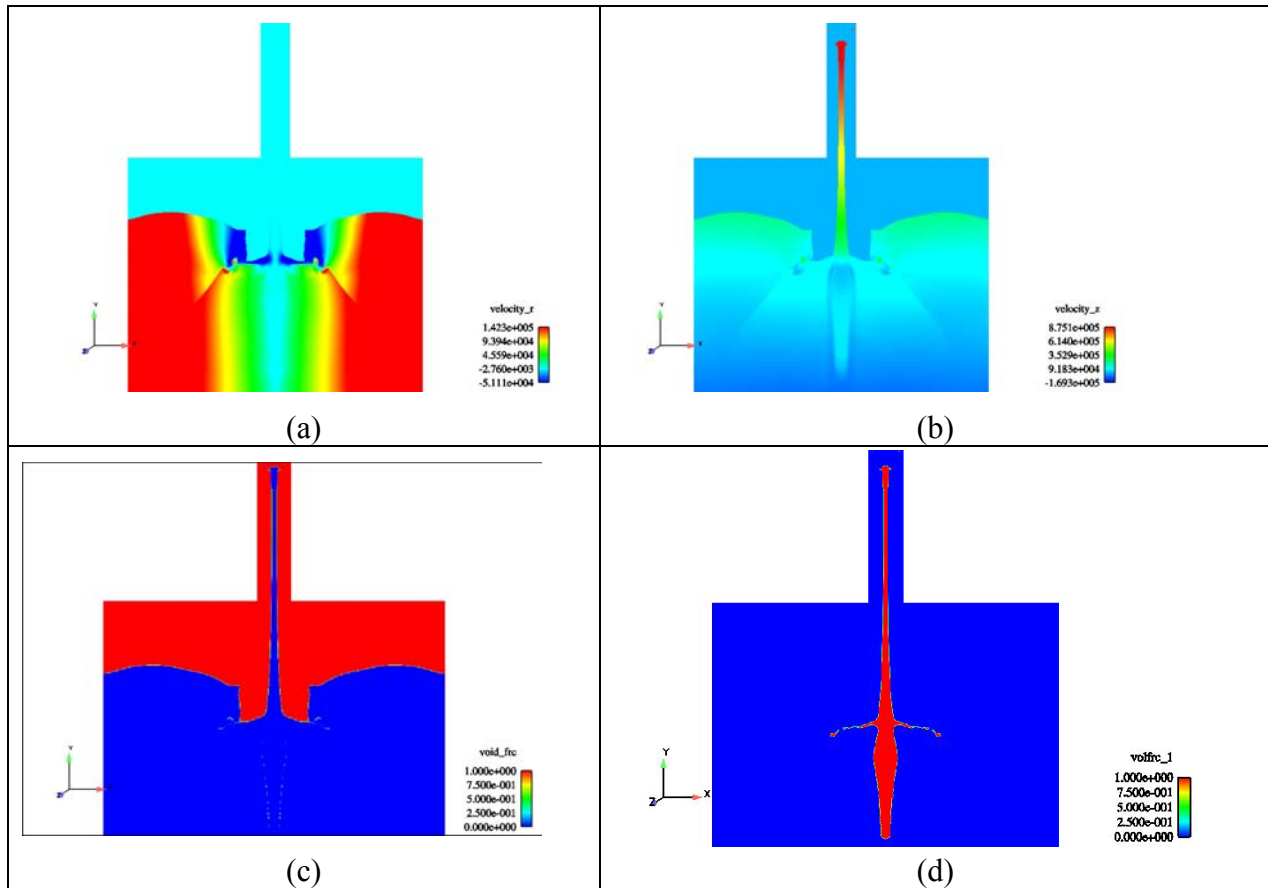 velocity_r
1.423e+005
9.394e+004
4.559e+004
-2.760e+003
-5.111e+004
Y
X
Z
(a)
velocity_z
8.751e+005
6.140e+005
3.529e+005
9.183e+004
-1.693e+005
Y
X
Z
(b)
void_frc
1.000e+000
7.500e-001
5.000e-001
2.500e-001
0.000e+000
Y
Z
(c)
volfrc_1
1.000e+000
7.500e-001
5.000e-001
2.500e-001
0.000e+000
Y
X
Z
(d)